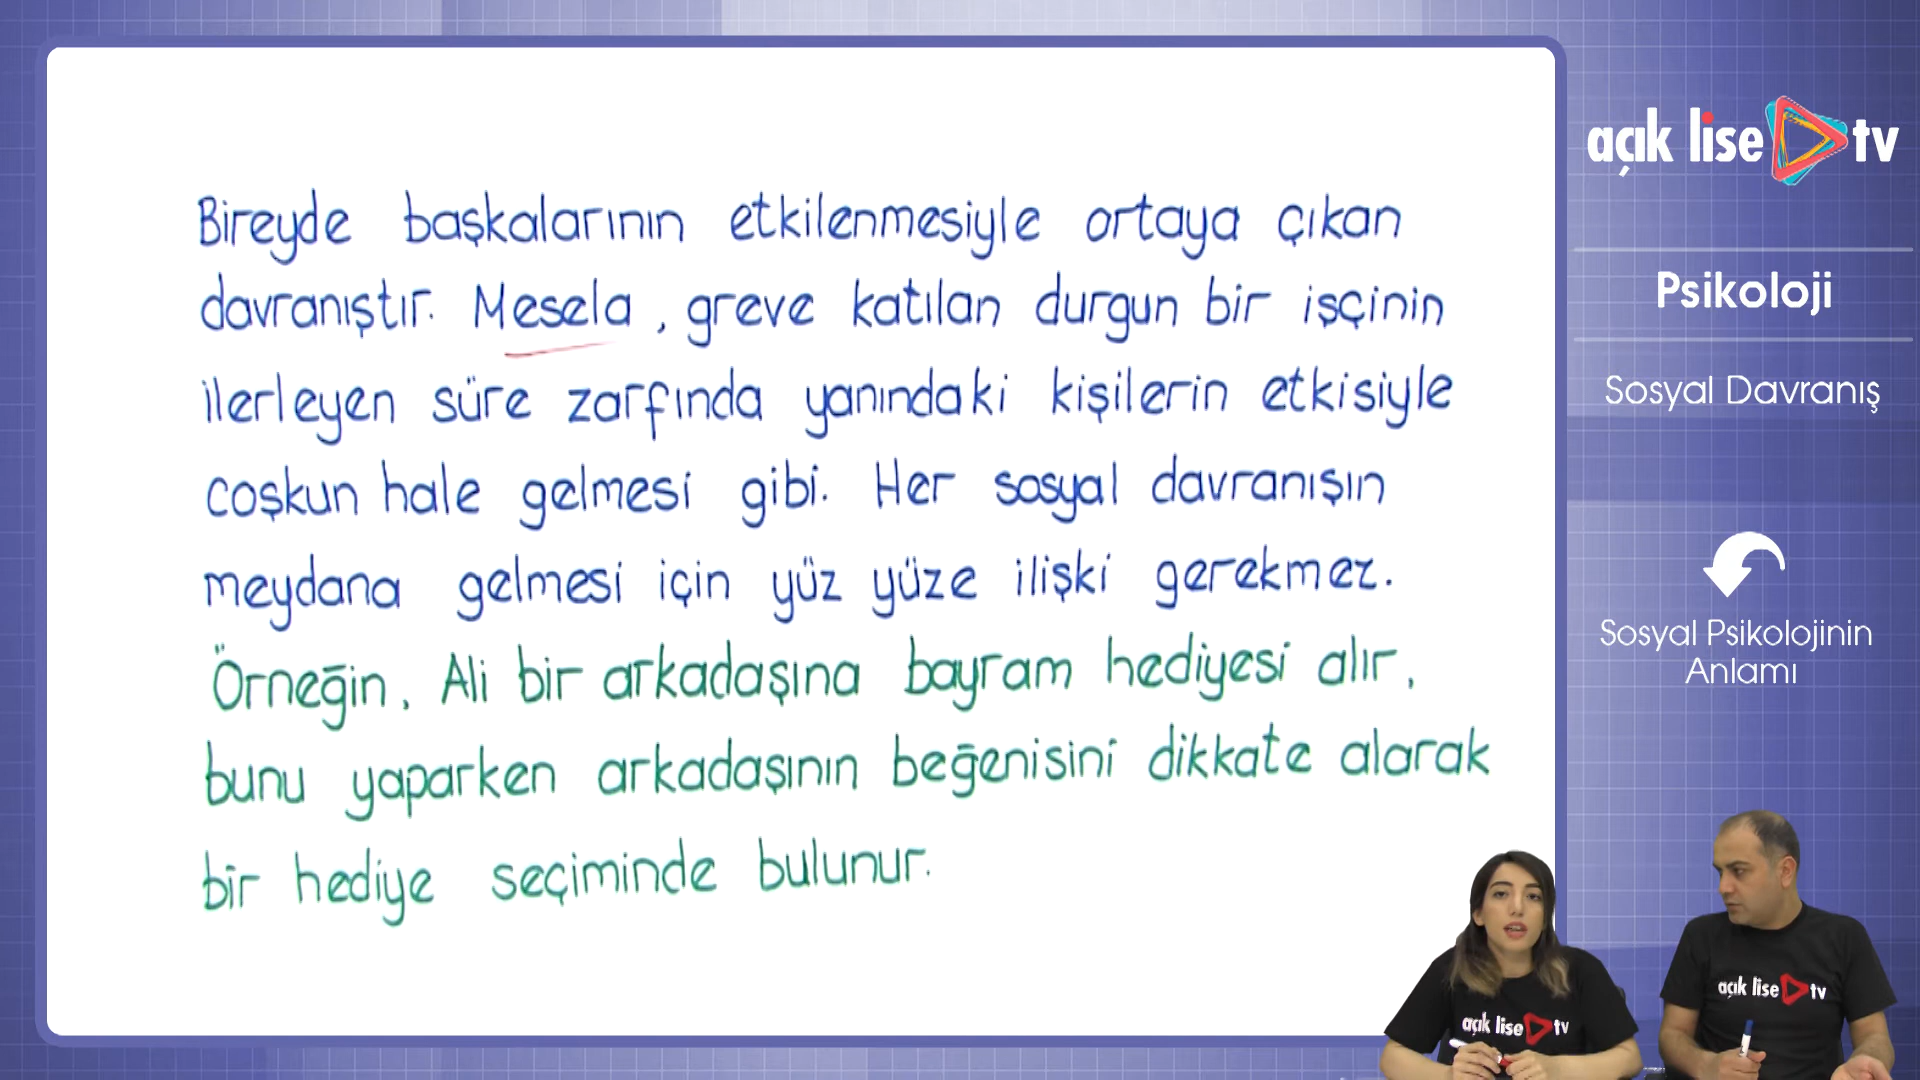 Bireyde başkalarının etkilenmesiyle ortaya çıkan
davranıştır. Mesela, greve katılan durgun bir işçinin
ilerleyen süre zarfında yanındaki kişilerin etkisiyle
coşkun hale gelmesi gibi. Her sosyal davranışın
meydana gelmesi için yüz yüze ilişki gerekmez.
Örneğin, Ali bir arkadaşına bayram hediyesi alır,
bunu yaparken arkadaşının beğenisini dikkate alarak
bir hediye seçiminde bulunur.
açık lise tv
Psikoloji
Sosyal Davranış
Sosyal Psikolojinin
Anlamı
açık lise tv
açık lise tv